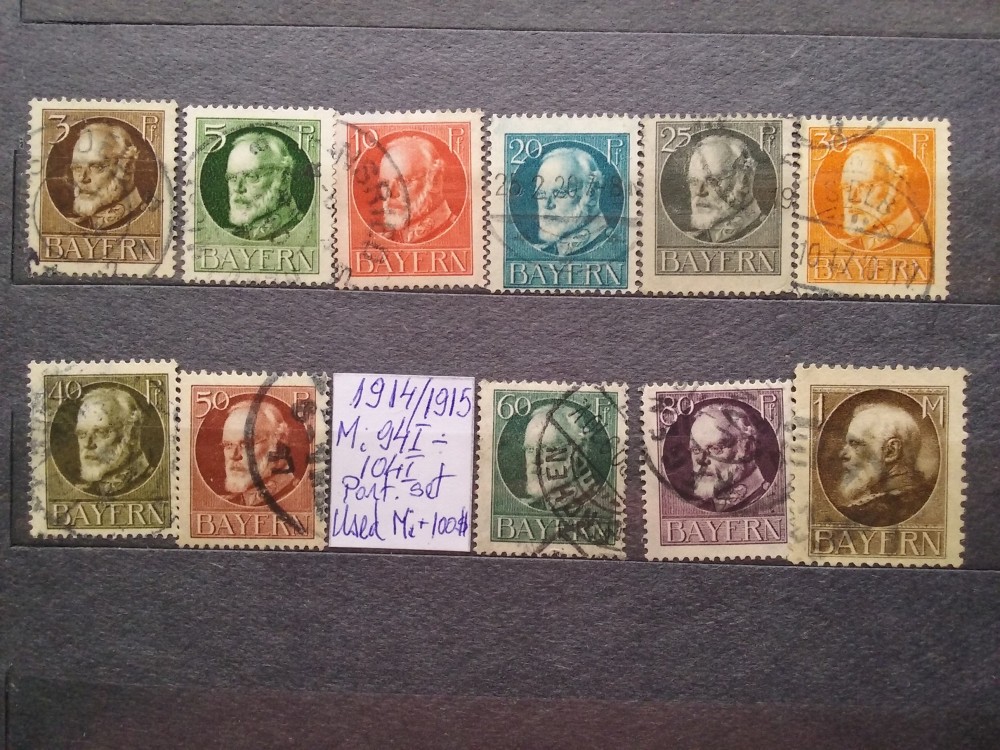 3 Pf
BAYERN
5 Pf
BAYERN
10 Pf
BAYERN
20 Pf
BAYERN
25 Pf
BAYERN
30 Pf
BAYERN
40 Pf
BAYERN
50 Pf
BAYERN
1914/1915
Mi 94I ÷
104I
Part. set
Used Mi +100$
60 Pf
BAYERN
80 Pf
BAYERN
1 M
BAYERN